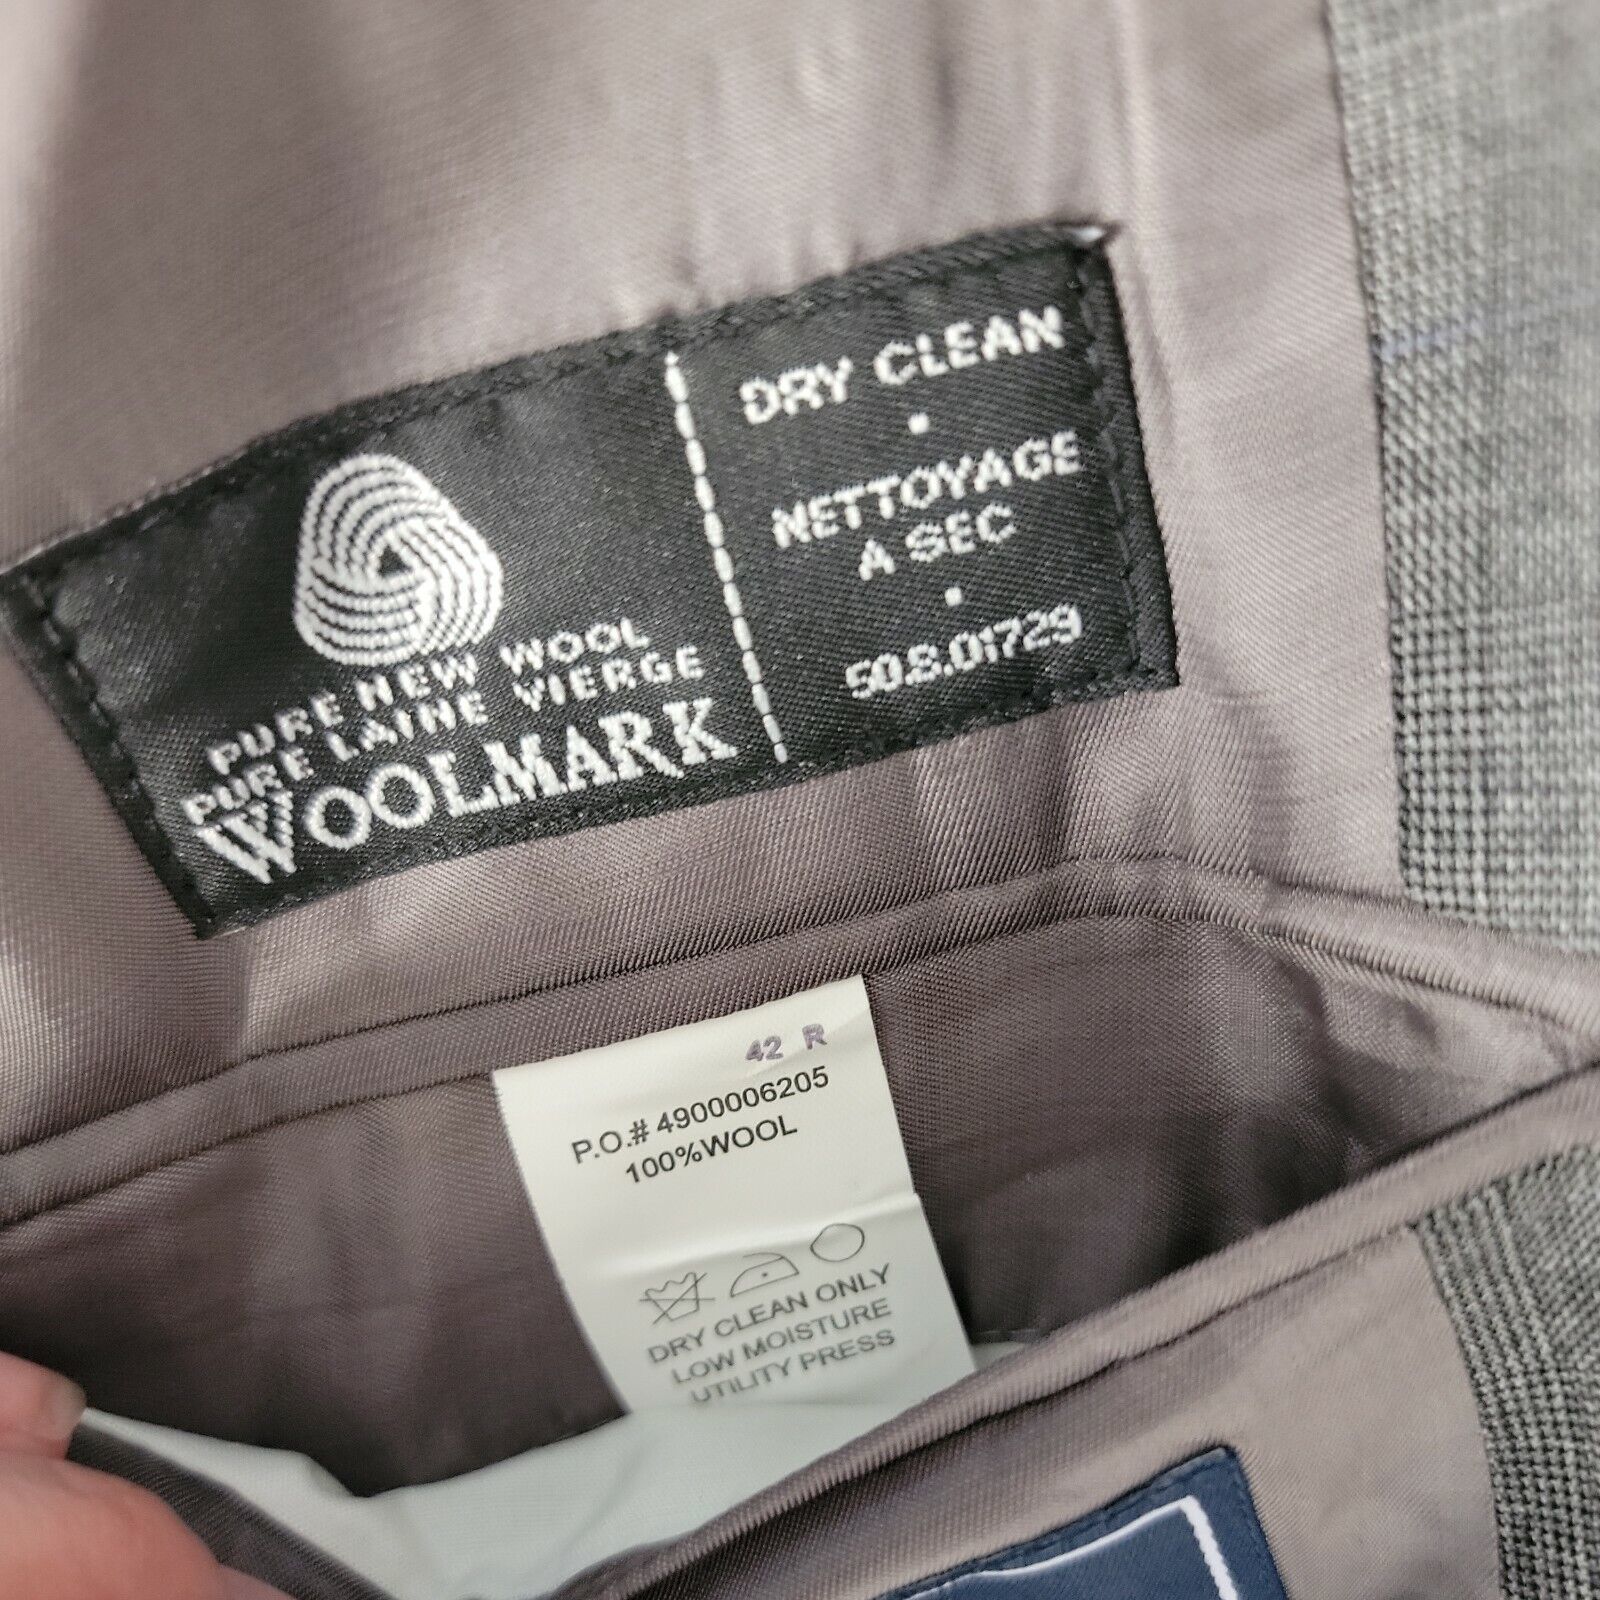 PURE NEW WOOL
PURE LAINE VIERGE
WOOLMARK
DRY CLEAN
•
NETTOYAGE
A SEC
•
50.S.01729
42 R
P.O.# 4900006205
100%WOOL
DRY CLEAN ONLY
LOW MOISTURE
UTILITY PRESS